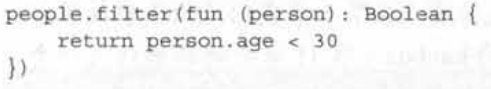 people.filter(fun (person): Boolean {
    return person.age < 30
})